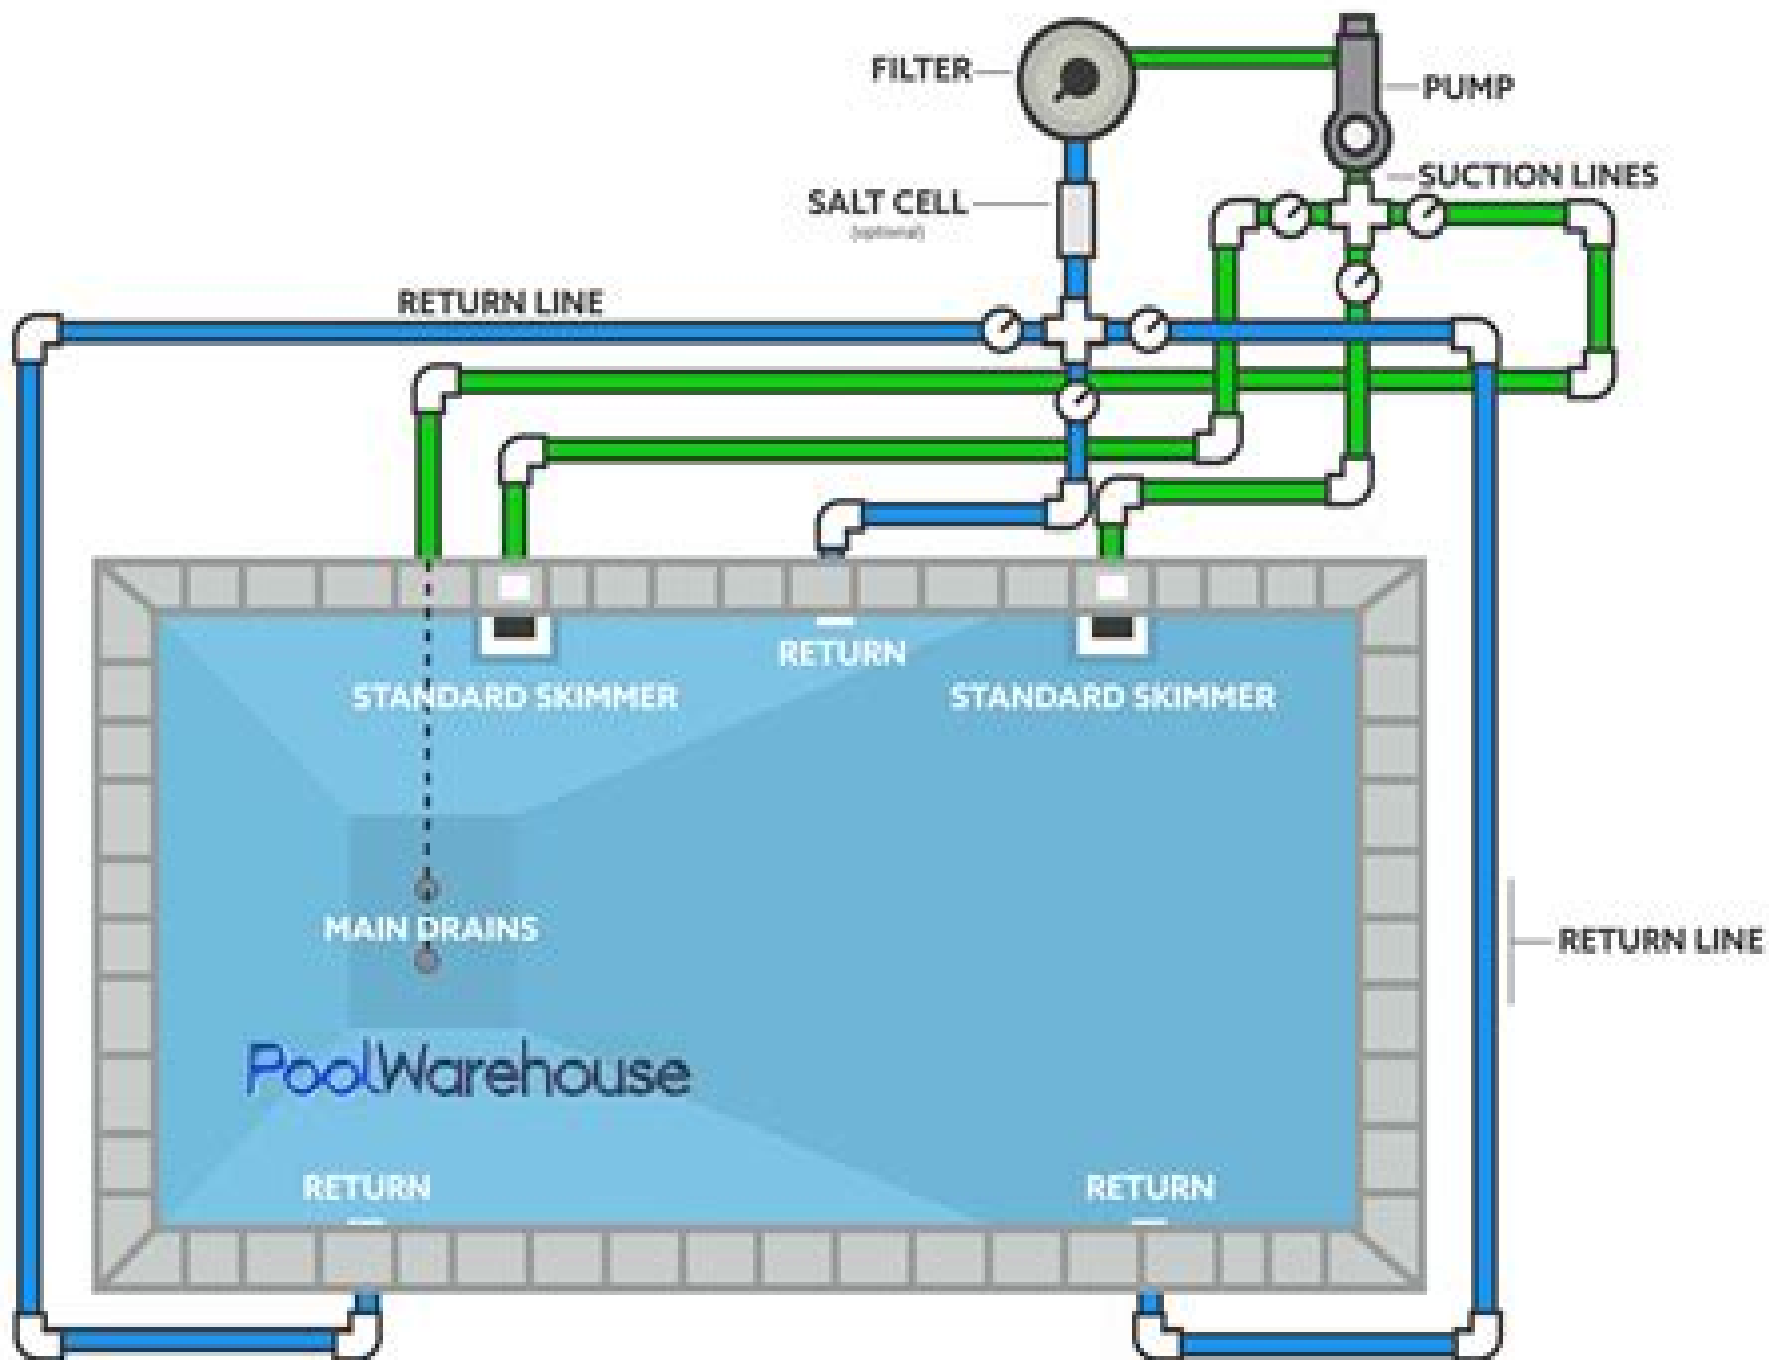 FILTER
PUMP
SUCTION LINES
SALT CELL
(optional)
RETURN LINE
RETURN
STANDARD SKIMMER
STANDARD SKIMMER
MAIN DRAINS
RETURN LINE
PoolWarehouse
RETURN
RETURN